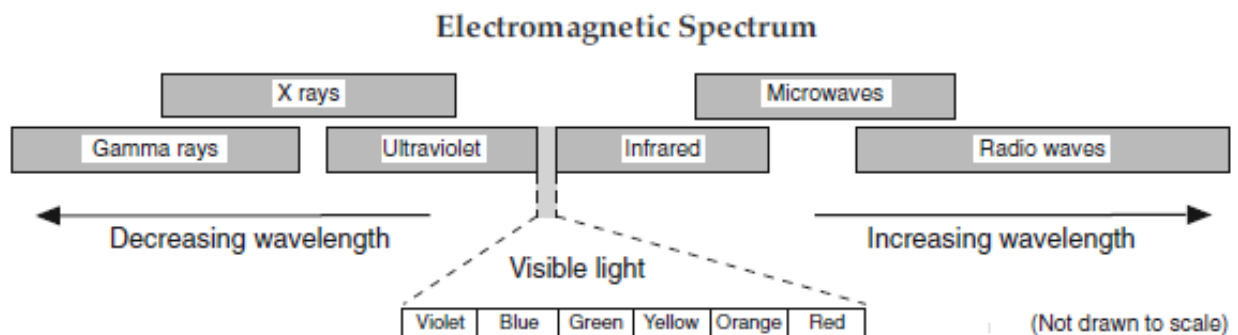 Electromagnetic Spectrum
X rays
Microwaves
Gamma rays
Ultraviolet
Infrared
Radio waves
Decreasing wavelength
Increasing wavelength
Visible light
Violet
Blue
Green
Yellow
Orange
Red
(Not drawn to scale)